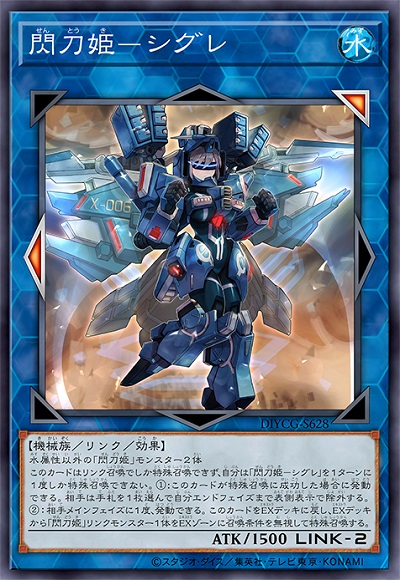 閃刀姫－シグレ
せん とう き
水
X-006
DIYCG-S628
【機械族／リンク／効果】
水属性以外の「閃刀姫」モンスター２体
このカードはリンク召喚でしか特殊召喚できず、自分は「閃刀姫－シグレ」を１ターンに
１度しか特殊召喚できない。①:このカードが特殊召喚に成功した場合に発動
できる。相手は手札を１枚選んで自分エンドフェイズまで表側表示で除外する。
②：相手メインフェイズに１度、発動できる。このカードをEXデッキに戻し、EXデッキ
から「閃刀姫」リンクモンスター１体をEXゾーンに召喚条件を無視して特殊召喚する。
ATK/1500 LINK-2
©スタジオ・ダイス／集英社・テレビ東京・KONAMI